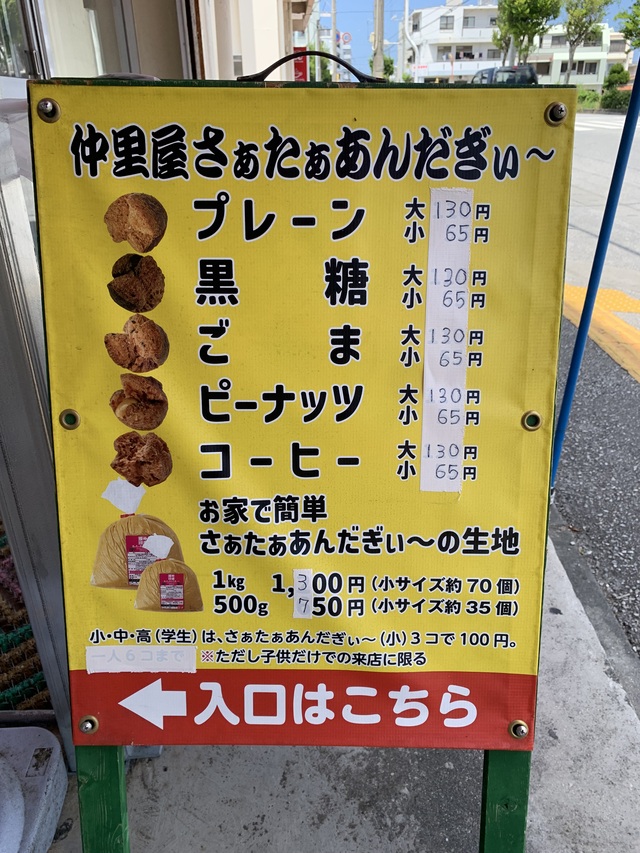 仲里屋さぁたぁあんだぎぃ～
プレーン 大 130円
小 65円
黒糖 大 130円
小 65円
ごま 大 130円
小 65円
ピーナッツ 大 130円
小 65円
コーヒー 大 130円
小 65円
お家で簡単
さぁたぁあんだぎぃ～の生地
1kg 1,300円(小サイズ約70個)
500g 750円(小サイズ約35個)
小・中・高(学生)は、さぁたぁあんだぎぃ～(小)3コで100円。
一人6コまで ※ただし子供だけでの来店に限る
←入口はこちら